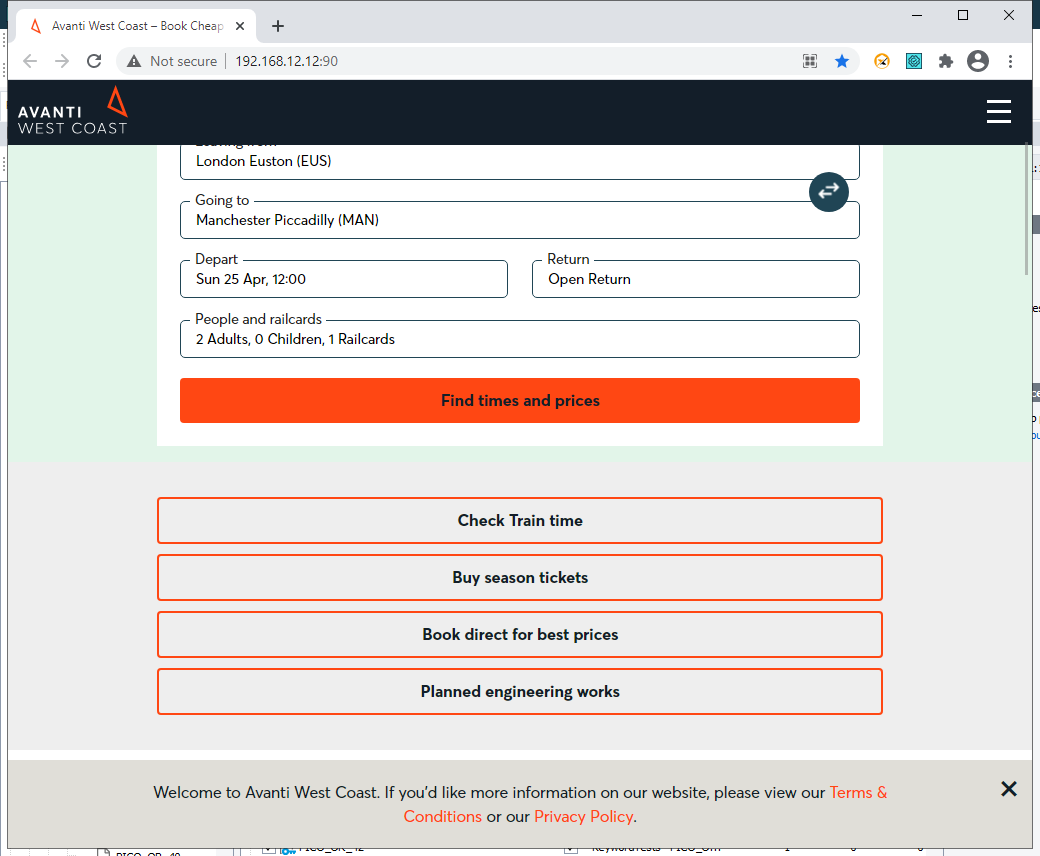 Avanti West Coast – Book Cheap
Not secure
192.168.12.12:90
AVANTI
WEST COAST
London Euston (EUS)
Going to
Manchester Piccadilly (MAN)
Depart
Return
Sun 25 Apr, 12:00
Open Return
People and railcards
2 Adults, 0 Children, 1 Railcards
Find times and prices
Check Train time
Buy season tickets
Book direct for best prices
Planned engineering works
Welcome to Avanti West Coast. If you'd like more information on our website, please view our Terms &
Conditions or our Privacy Policy.